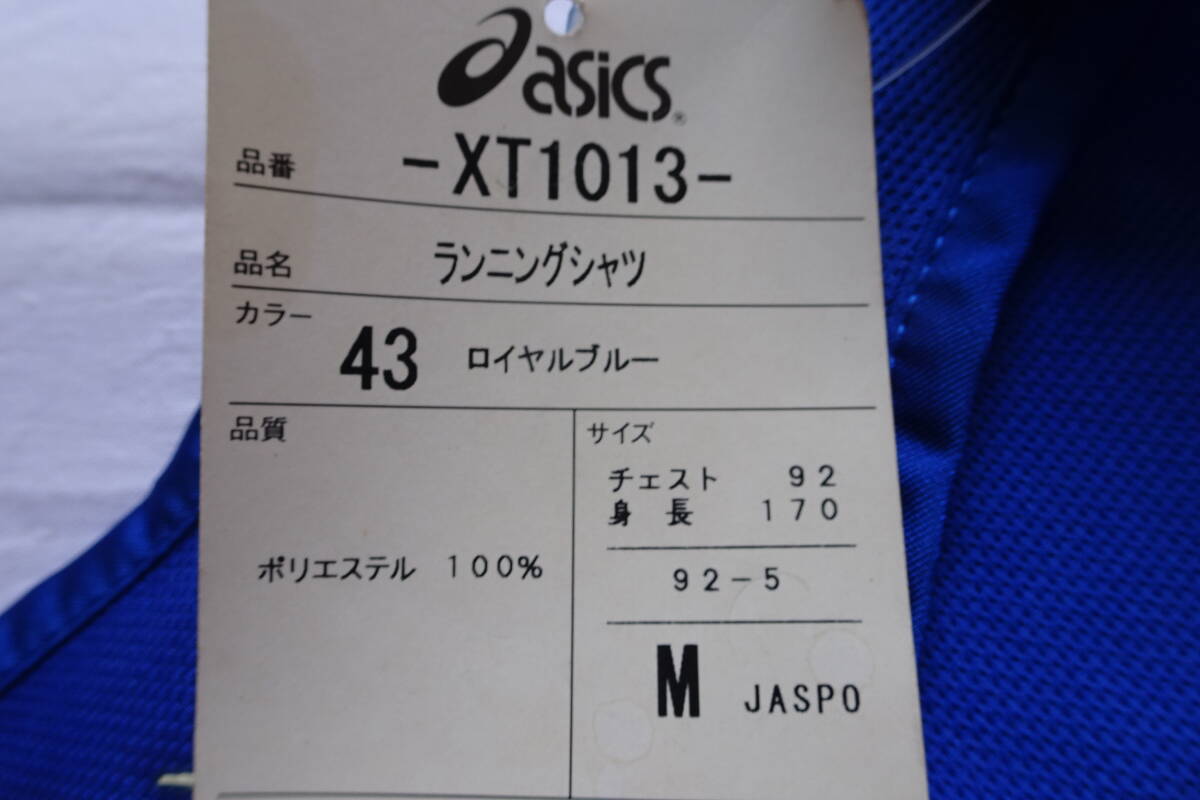 asics®
品番 -XT1013-
品名 ランニングシャツ
カラー
43 ロイヤルブルー
品質
ポリエステル 100%
サイズ
チェスト 92
身長 170
92-5
M JASPO